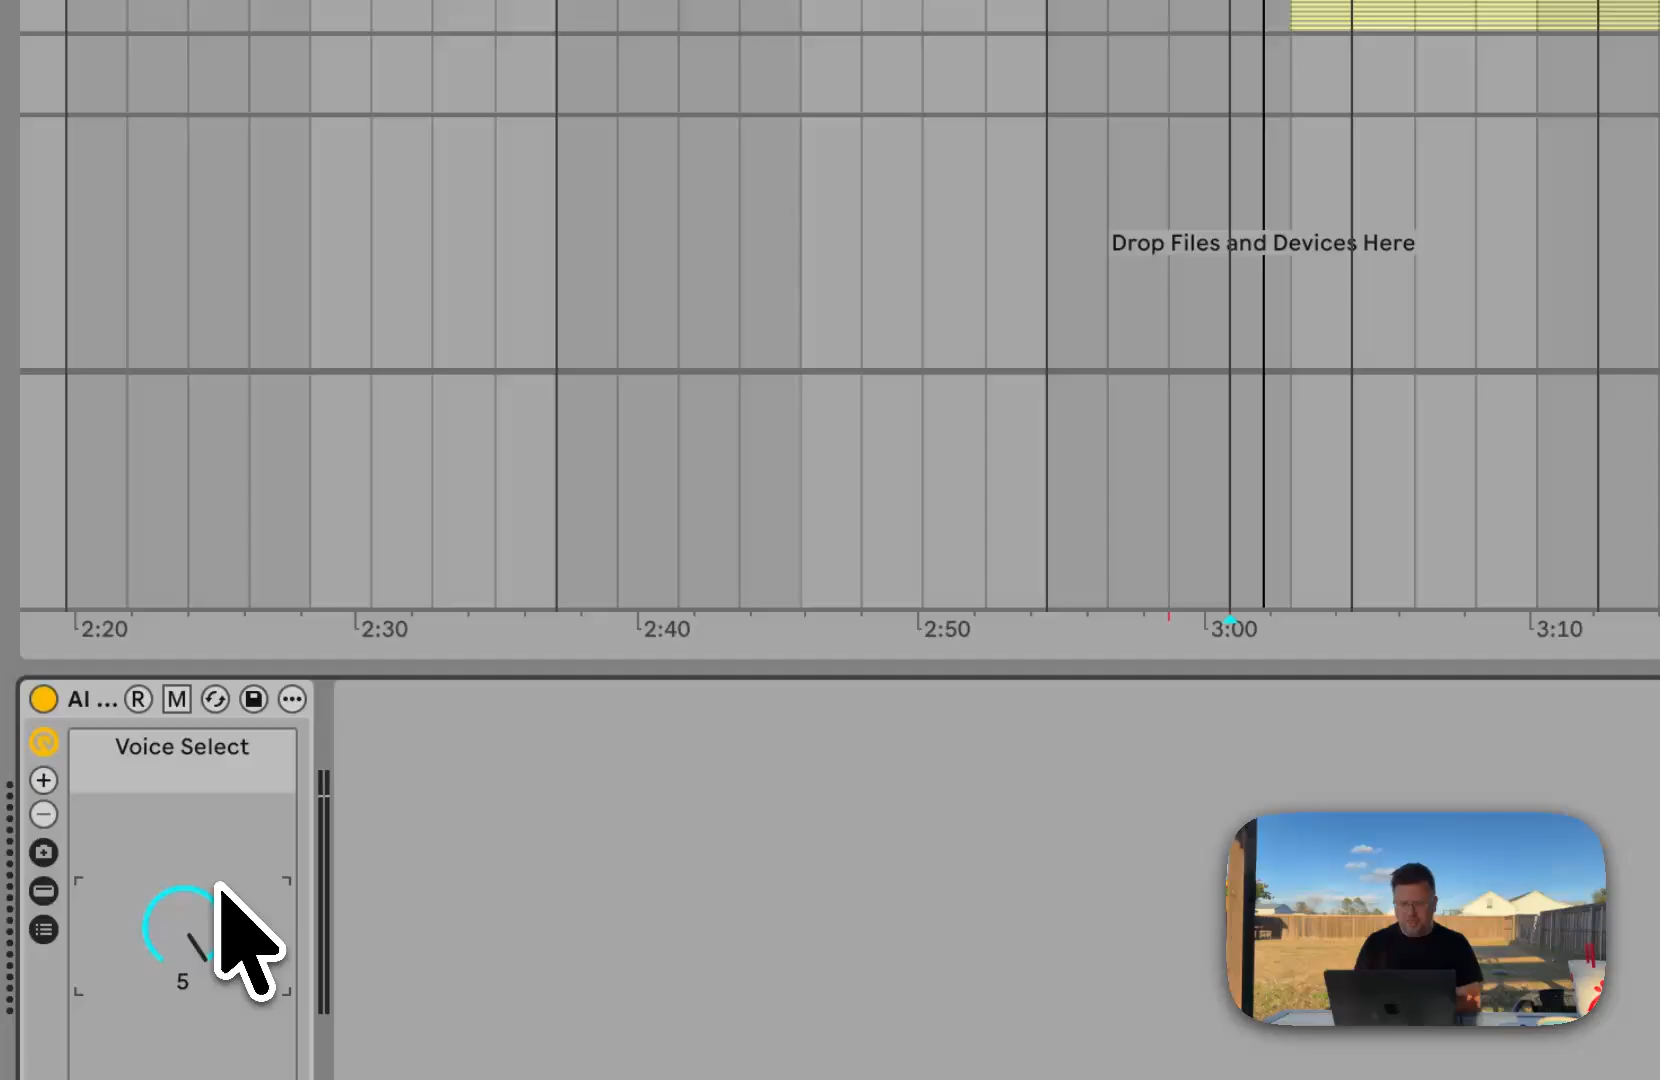 Drop Files and Devices Here
2:20 2:30 2:40 2:50 3:00 3:10
AI ... R M
Voice Select
5